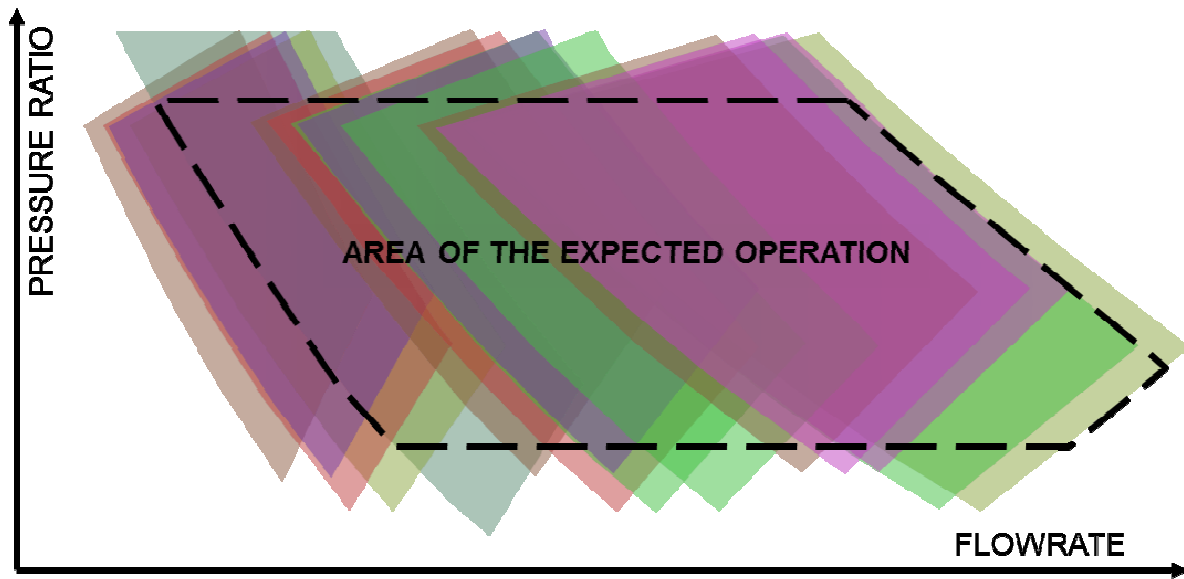 PRESSURE RATIO
AREA OF THE EXPECTED OPERATION
FLOWRATE